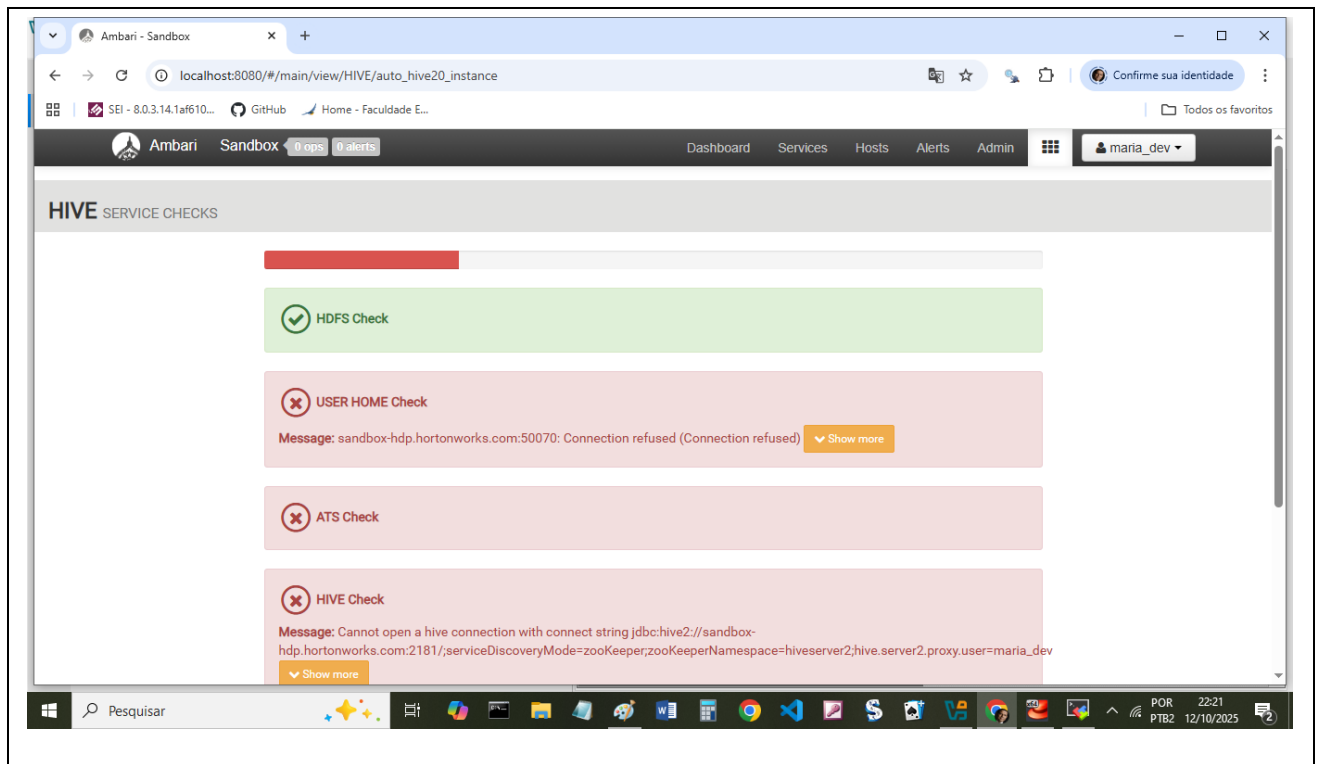 Ambari - Sandbox
localhost:8080/#/main/view/HIVE/auto_hive20_instance
Confirme sua identidade
SEI - 8.0.3.14.1af610...
GitHub
Home - Faculdade E...
Todos os favoritos
Ambari
Sandbox
0 ops
0 alerts
Dashboard
Services
Hosts
Alerts
Admin
maria_dev
HIVE SERVICE CHECKS
HDFS Check
USER HOME Check
Message: sandbox-hdp.hortonworks.com:50070: Connection refused (Connection refused)
Show more
ATS Check
HIVE Check
Message: Cannot open a hive connection with connect string jdbc:hive2://sandbox-
hdp.hortonworks.com:2181/;serviceDiscoveryMode=zooKeeper;zooKeeperNamespace=hiveserver2;hive.server2.proxy.user=maria_dev
Show more
Pesquisar
POR
22:21
PTB2
12/10/2025
2